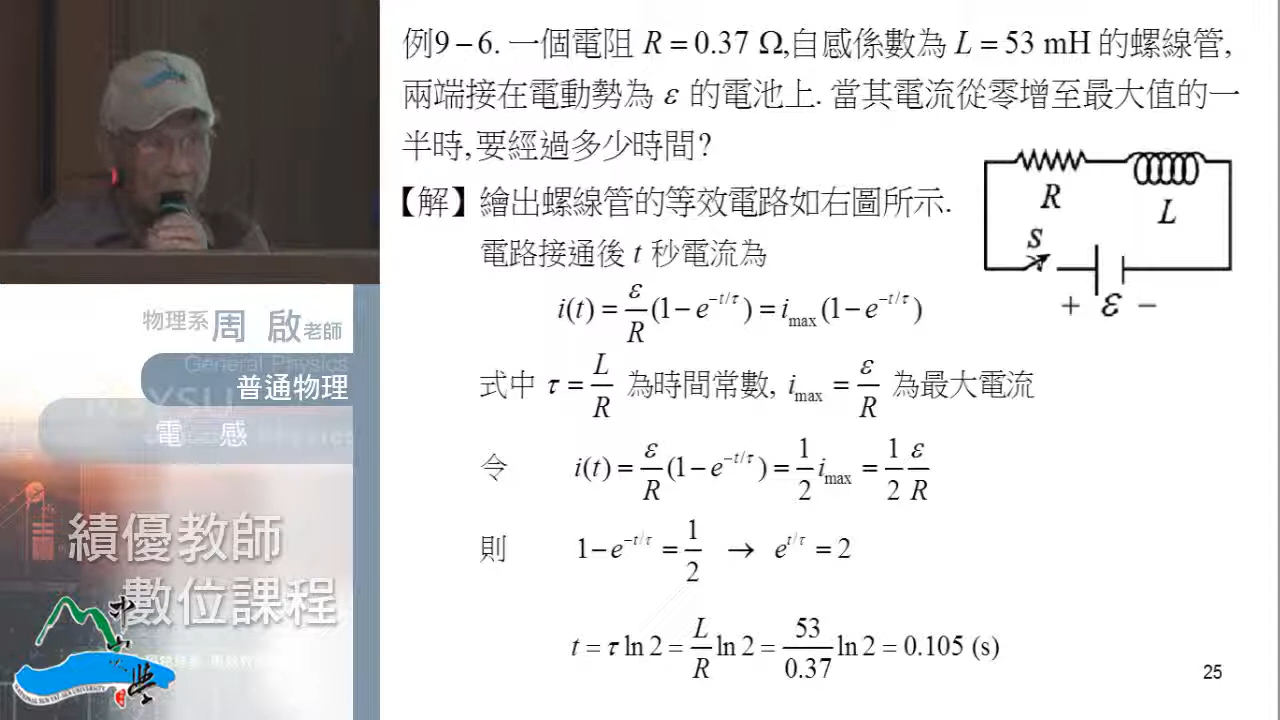 例9－6. 一個電阻 R = 0.37 Ω,自感係數為 L = 53 mH 的螺線管,
兩端接在電動勢為 ε 的電池上. 當其電流從零增至最大值的一
半時,要經過多少時間?
【解】繪出螺線管的等效電路如右圖所示.
電路接通後 t 秒電流為
i(t) = ε/R (1 − e^{−t/τ}) = i_max (1 − e^{−t/τ})
式中 τ = L/R 為時間常數, i_max = ε/R 為最大電流
令 i(t) = ε/R (1 − e^{−t/τ}) = 1/2 i_max = 1/2 ε/R
則 1 − e^{−t/τ} = 1/2 → e^{t/τ} = 2
t = τ ln 2 = L/R ln 2 = 53/0.37 ln 2 = 0.105 (s)
R
L
S
+ ε −
25
物理系 周 啟 老師
General Physics
普通物理
電 感
績優教師
數位課程